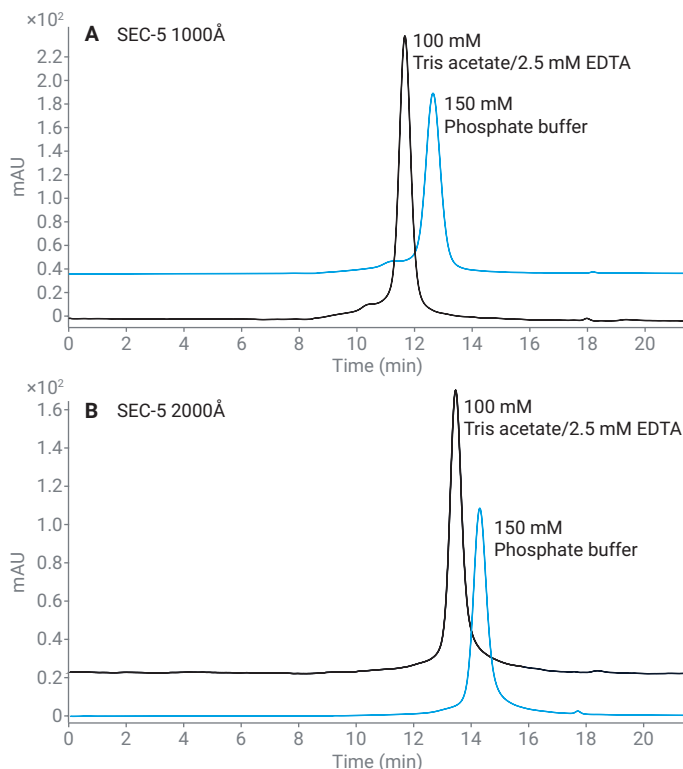 ×10²
A SEC-5 1000Å
100 mM
Tris acetate/2.5 mM EDTA
150 mM
Phosphate buffer
2.2
2.0
1.8
1.6
1.4
1.2
1.0
0.8
0.6
0.4
0.2
0
mAU
0 2 4 6 8 10 12 14 16 18 20
Time (min)
×10²
B SEC-5 2000Å
100 mM
Tris acetate/2.5 mM EDTA
150 mM
Phosphate buffer
1.6
1.4
1.2
1.0
0.8
0.6
0.4
0.2
0
mAU
0 2 4 6 8 10 12 14 16 18 20
Time (min)